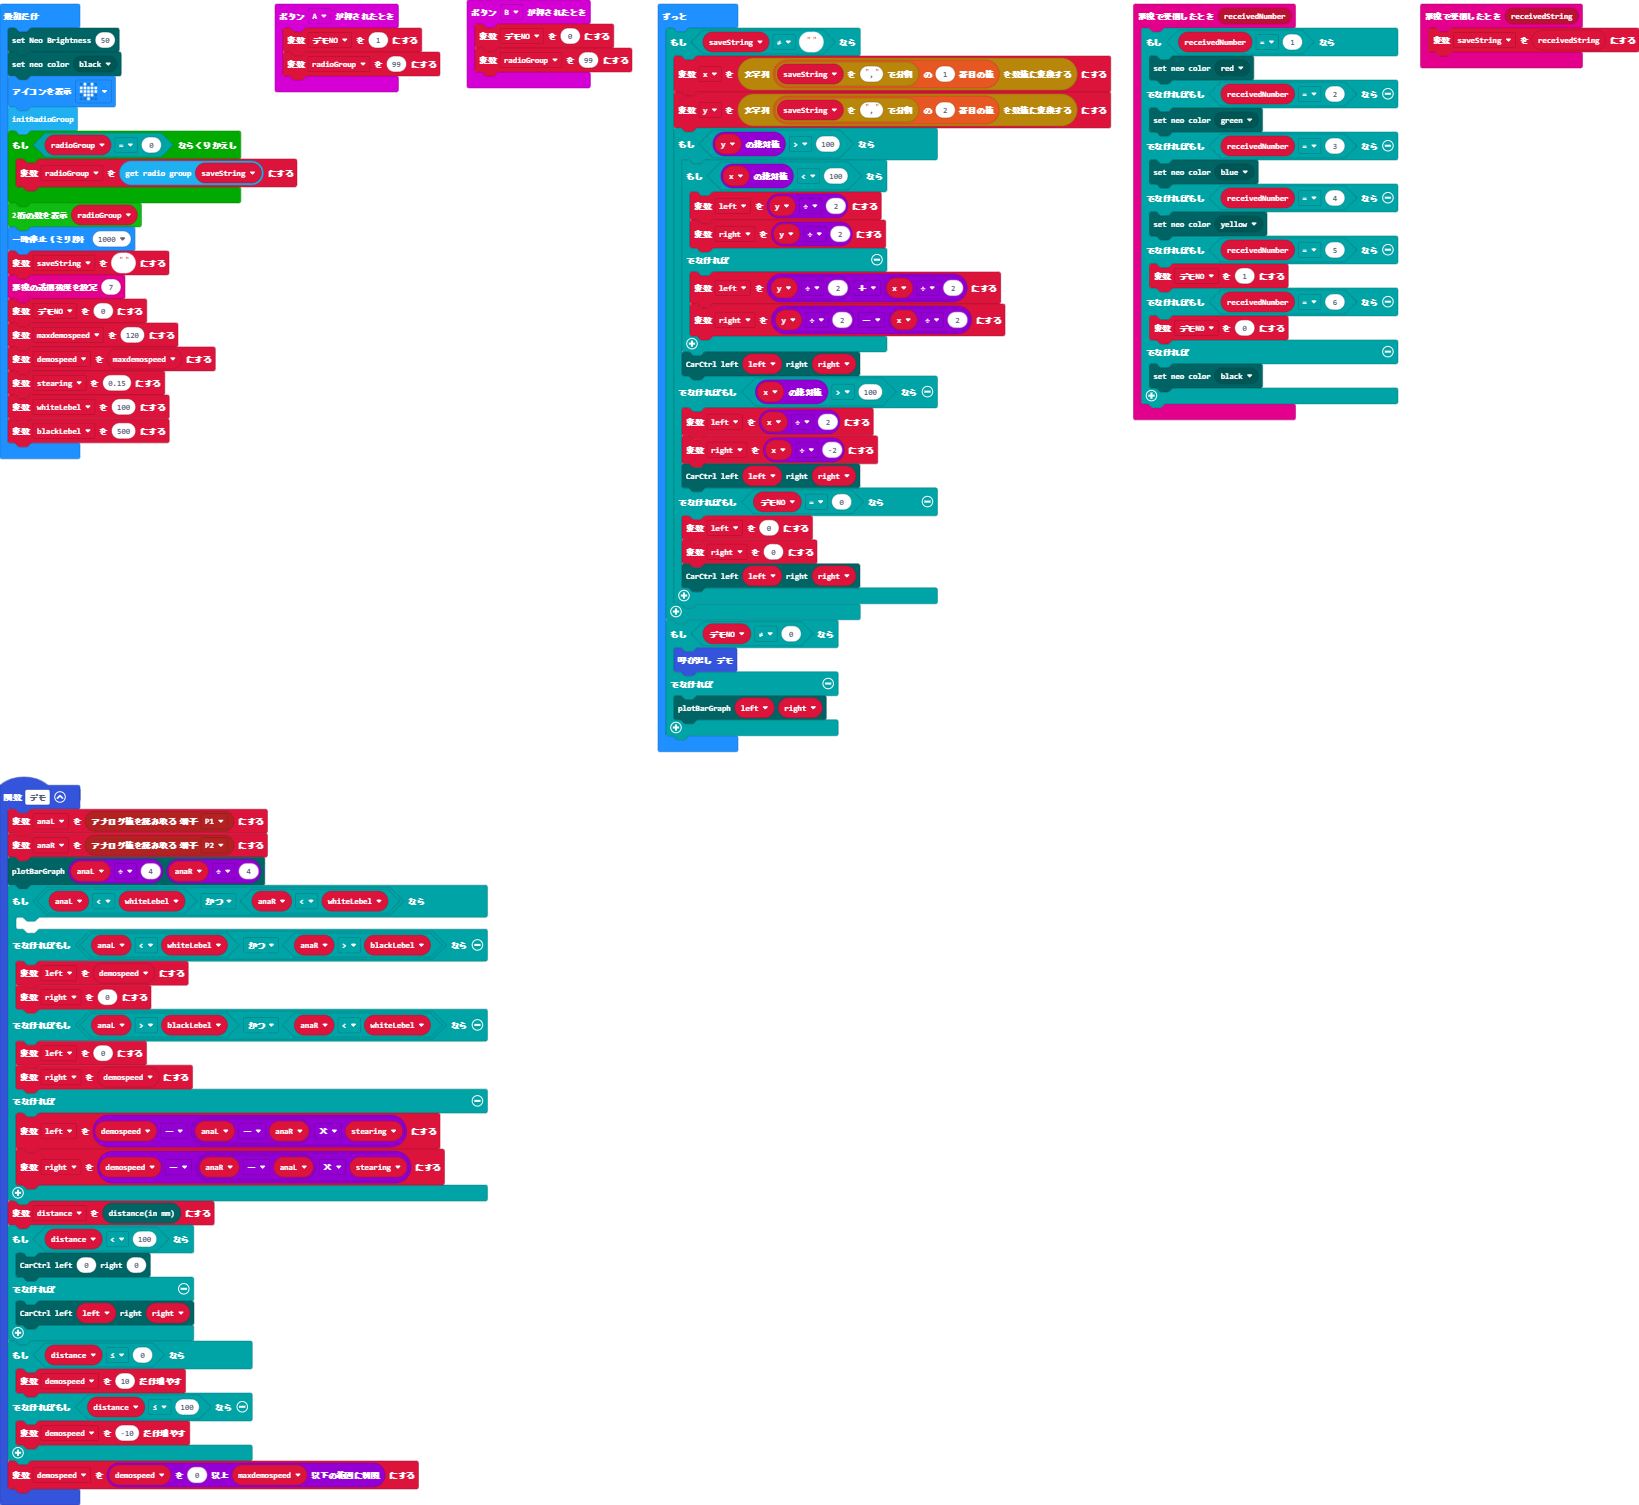 最初だけ
set Neo Brightness 50
set neo color black
アイコンを表示
initRadioGroup
もし radioGroup = 0 ならくりかえし
変数 radioGroup を get radio group saveString にする
2桁の数を表示 radioGroup
一時停止（ミリ秒） 1000
変数 saveString を "" にする
無線の送信強度を設定 7
変数 デモNO を 0 にする
変数 maxdemospeed を 120 にする
変数 demospeed を maxdemospeed にする
変数 stearing を 0.15 にする
変数 whiteLebel を 100 にする
変数 blackLebel を 500 にする
ボタン A が押されたとき
変数 デモNO を 1 にする
変数 radioGroup を 99 にする
ボタン B が押されたとき
変数 デモNO を 0 にする
変数 radioGroup を 99 にする
ずっと
もし saveString ≠ "" なら
変数 x を 文字列 saveString を "," で分割 の 1 番目の値 を数値に変換する にする
変数 y を 文字列 saveString を "," で分割 の 2 番目の値 を数値に変換する にする
もし y の絶対値 > 100 なら
もし x の絶対値 < 100 なら
変数 left を y ÷ 2 にする
変数 right を y ÷ 2 にする
でなければ
変数 left を y ÷ 2 + x ÷ 2 にする
変数 right を y ÷ 2 - x ÷ 2 にする
CarCtrl left left right right
でなければもし x の絶対値 > 100 なら
変数 left を x ÷ 2 にする
変数 right を x ÷ -2 にする
CarCtrl left left right right
でなければもし デモNO = 0 なら
変数 left を 0 にする
変数 right を 0 にする
CarCtrl left left right right
もし デモNO ≠ 0 なら
呼び出し デモ
でなければ
plotBarGraph left right
無線で受信したとき receivedNumber
もし receivedNumber = 1 なら
set neo color red
でなければもし receivedNumber = 2 なら
set neo color green
でなければもし receivedNumber = 3 なら
set neo color blue
でなければもし receivedNumber = 4 なら
set neo color yellow
でなければもし receivedNumber = 5 なら
変数 デモNO を 1 にする
でなければもし receivedNumber = 6 なら
変数 デモNO を 0 にする
でなければ
set neo color black
無線で受信したとき receivedString
変数 saveString を receivedString にする
関数 デモ
変数 anaL を アナログ値を読み取る 端子 P1 にする
変数 anaR を アナログ値を読み取る 端子 P2 にする
plotBarGraph anaL ÷ 4 anaR ÷ 4
もし anaL < whiteLebel かつ anaR < whiteLebel なら
でなければもし anaL < whiteLebel かつ anaR > blackLebel なら
変数 left を demospeed にする
変数 right を 0 にする
でなければもし anaL > blackLebel かつ anaR < whiteLebel なら
変数 left を 0 にする
変数 right を demospeed にする
でなければ
変数 left を demospeed - anaL - anaR × stearing にする
変数 right を demospeed - anaR - anaL × stearing にする
変数 distance を distance(in mm) にする
もし distance < 100 なら
CarCtrl left 0 right 0
でなければ
CarCtrl left left right right
もし distance ≤ 0 なら
変数 demospeed を 10 だけ増やす
でなければもし distance ≤ 100 なら
変数 demospeed を -10 だけ増やす
変数 demospeed を demospeed を 0 以上 maxdemospeed 以下の範囲に制限 にする